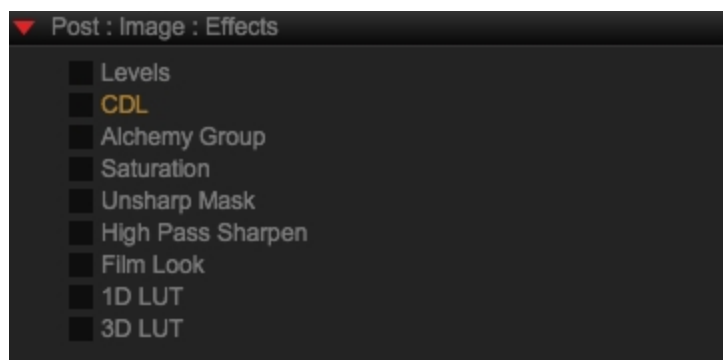 Post : Image : Effects
Levels
CDL
Alchemy Group
Saturation
Unsharp Mask
High Pass Sharpen
Film Look
1D LUT
3D LUT